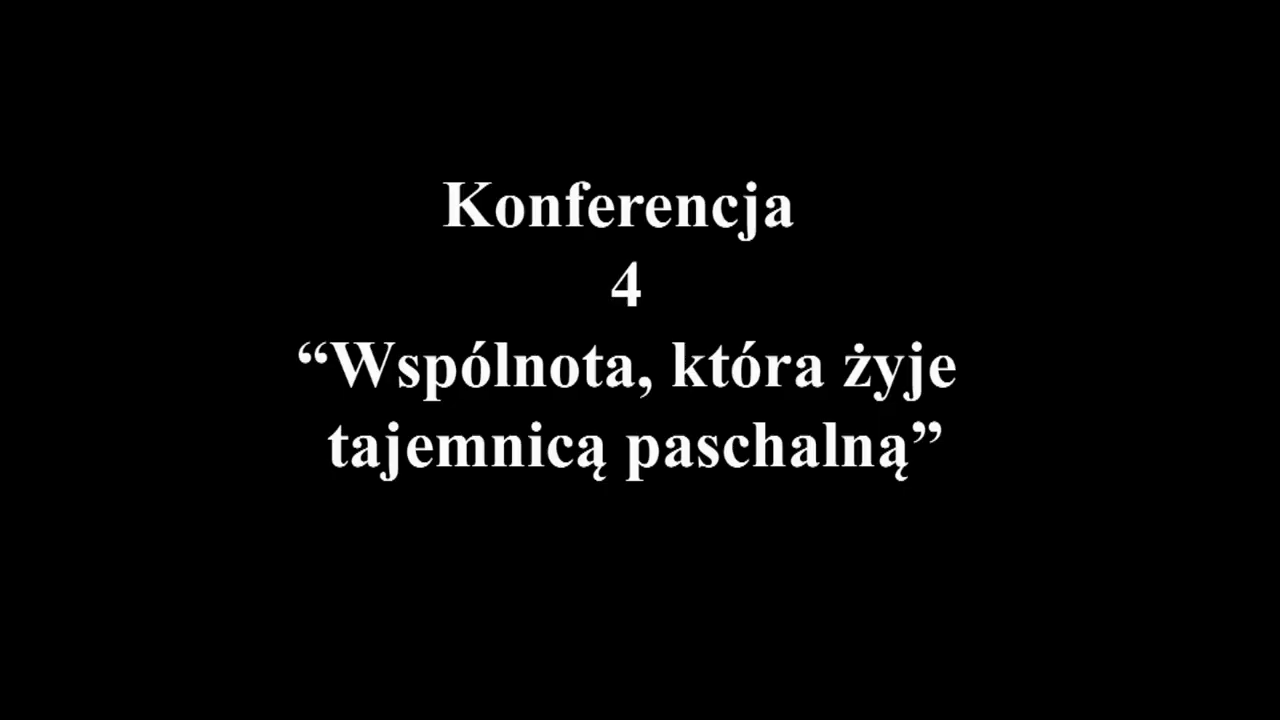 Konferencja
4
“Wspólnota, która żyje
tajemnicą paschalną”